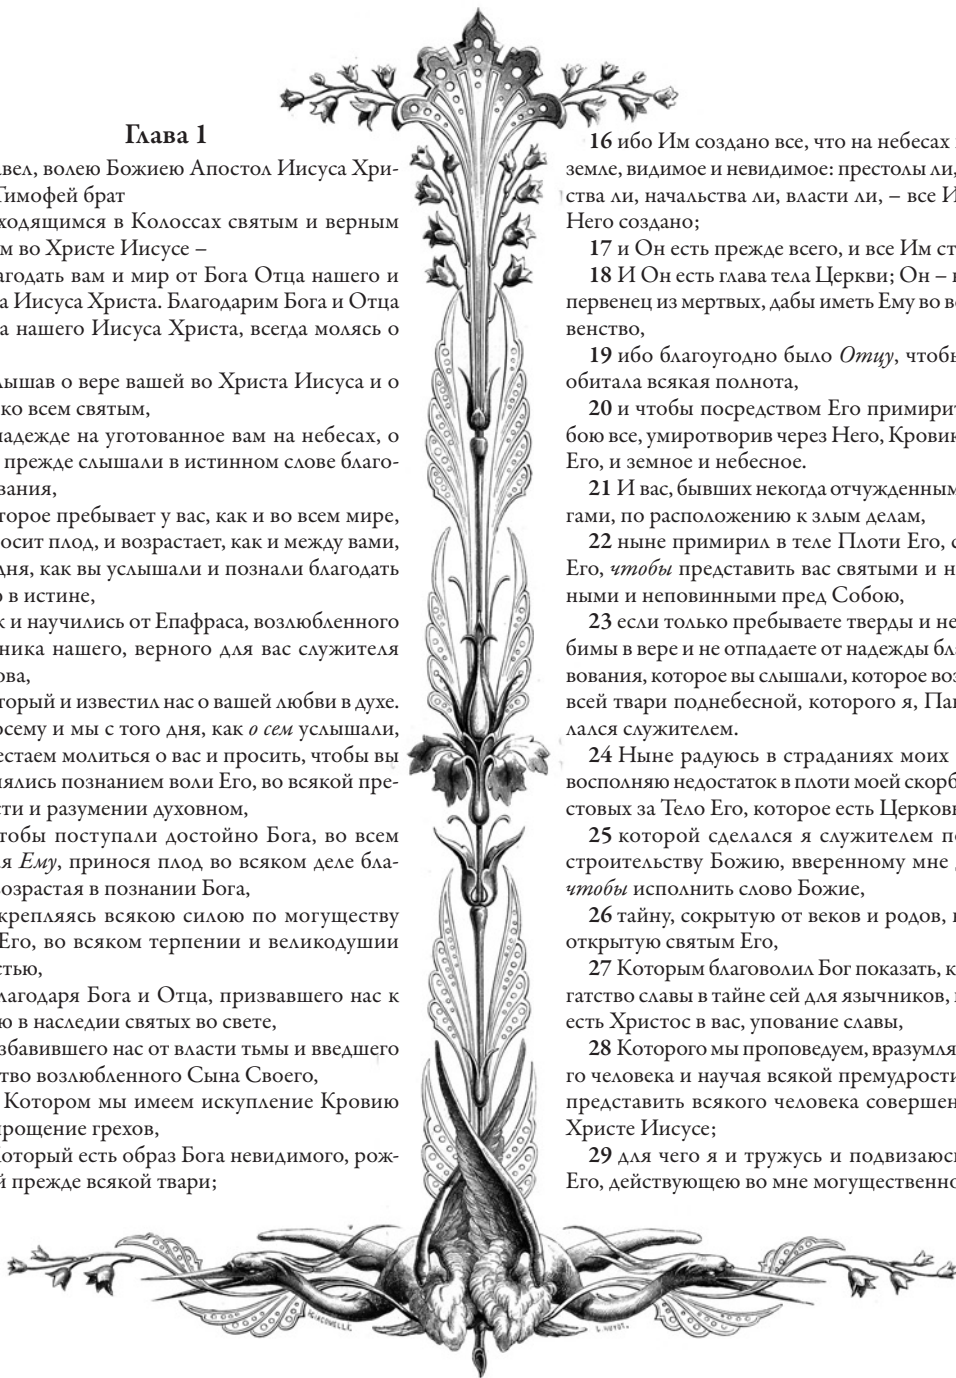 Глава 1
авел, волею Божиею Апостол Иисуса Хри-
Тимофей брат
ходящимся в Колоссах святым и верным
м во Христе Иисусе –
агодать вам и мир от Бога Отца нашего и
а Иисуса Христа. Благодарим Бога и Отца
а нашего Иисуса Христа, всегда молясь о
лышав о вере вашей во Христа Иисуса и о
ко всем святым,
надежде на уготованное вам на небесах, о
прежде слышали в истинном слове благо-
вания,
торое пребывает у вас, как и во всем мире,
осит плод, и возрастает, как и между вами,
дня, как вы услышали и познали благодать
ю в истине,
к и научились от Епафраса, возлюбленного
ника нашего, верного для вас служителя
ова,
торый и известил нас о вашей любви в духе.
осему и мы с того дня, как о сем услышали,
естаем молиться о вас и просить, чтобы вы
нялись познанием воли Его, во всякой пре-
сти и разумении духовном,
тобы поступали достойно Бога, во всем
я Ему, принося плод во всяком деле бла-
возрастая в познании Бога,
крепляясь всякою силою по могуществу
Его, во всяком терпении и великодушии
стью,
лагодаря Бога и Отца, призвавшего нас к
ю в наследии святых во свете,
збавившего нас от власти тьмы и введшего
ство возлюбленного Сына Своего,
Котором мы имеем искупление Кровию
прощение грехов,
оторый есть образ Бога невидимого, рож-
й прежде всякой твари;
16 ибо Им создано все, что на небесах
земле, видимое и невидимое: престолы ли,
ства ли, начальства ли, власти ли, – все И
Него создано;
17 и Он есть прежде всего, и все Им ст
18 И Он есть глава тела Церкви; Он –
первенец из мертвых, дабы иметь Ему во в
венство,
19 ибо благоугодно было Отцу, чтобы
обитала всякая полнота,
20 и чтобы посредством Его примирит
бою все, умиротворив через Него, Кровию
Его, и земное и небесное.
21 И вас, бывших некогда отчужденным
гами, по расположению к злым делам,
22 ныне примирил в теле Плоти Его, с
Его, чтобы представить вас святыми и н
ными и неповинными пред Собою,
23 если только пребываете тверды и не
бимы в вере и не отпадаете от надежды бла
вования, которое вы слышали, которое воз
всей твари поднебесной, которого я, Пав
лался служителем.
24 Ныне радуюсь в страданиях моих
восполняю недостаток в плоти моей скорб
стовых за Тело Его, которое есть Церковь
25 которой сделался я служителем по
строительству Божию, вверенному мне
чтобы исполнить слово Божие,
26 тайну, сокрытую от веков и родов,
открытую святым Его,
27 Которым благоволил Бог показать, к
гатство славы в тайне сей для язычников,
есть Христос в вас, упование славы,
28 Которого мы проповедуем, вразумля
го человека и научая всякой премудрости
представить всякого человека совершен
Христе Иисусе;
29 для чего я и тружусь и подвизаюсь
Его, действующею во мне могущественно